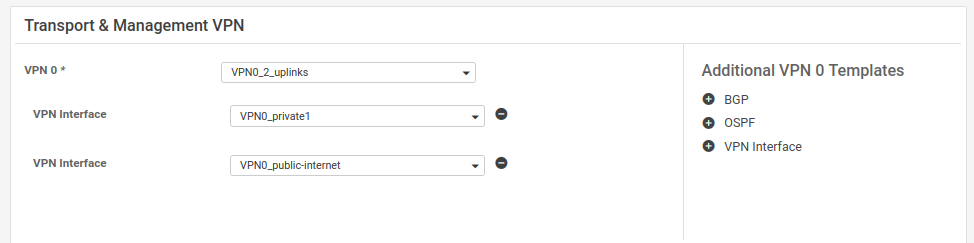 Transport & Management VPN
VPN 0 *
VPN0_2_uplinks
VPN Interface
VPN0_private1
VPN Interface
VPN0_public-internet
Additional VPN 0 Templates
BGP
OSPF
VPN Interface